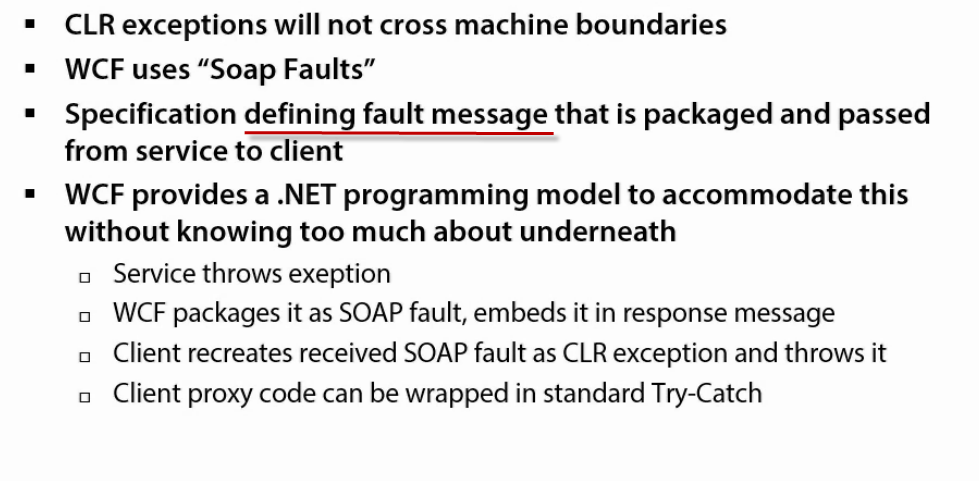 ▪ CLR exceptions will not cross machine boundaries
▪ WCF uses “Soap Faults”
▪ Specification defining fault message that is packaged and passed
from service to client
▪ WCF provides a .NET programming model to accommodate this
without knowing too much about underneath
▫ Service throws exeption
▫ WCF packages it as SOAP fault, embeds it in response message
▫ Client recreates received SOAP fault as CLR exception and throws it
▫ Client proxy code can be wrapped in standard Try-Catch